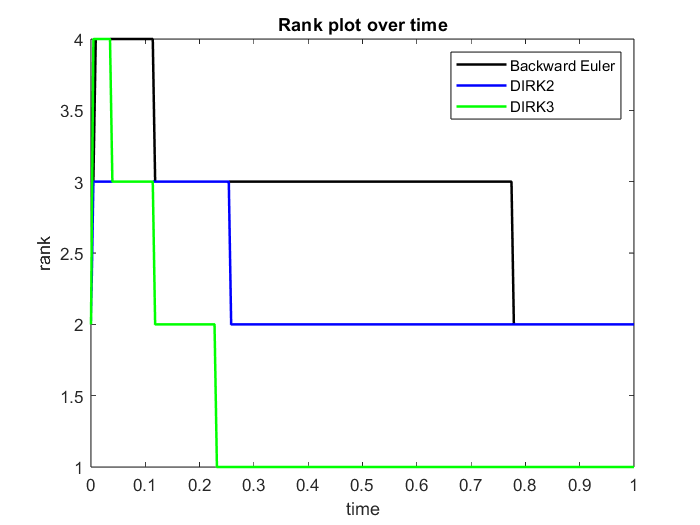 Rank plot over time
Backward Euler
DIRK2
DIRK3
rank
4
3.5
3
2.5
2
1.5
1
0 0.1 0.2 0.3 0.4 0.5 0.6 0.7 0.8 0.9 1
time